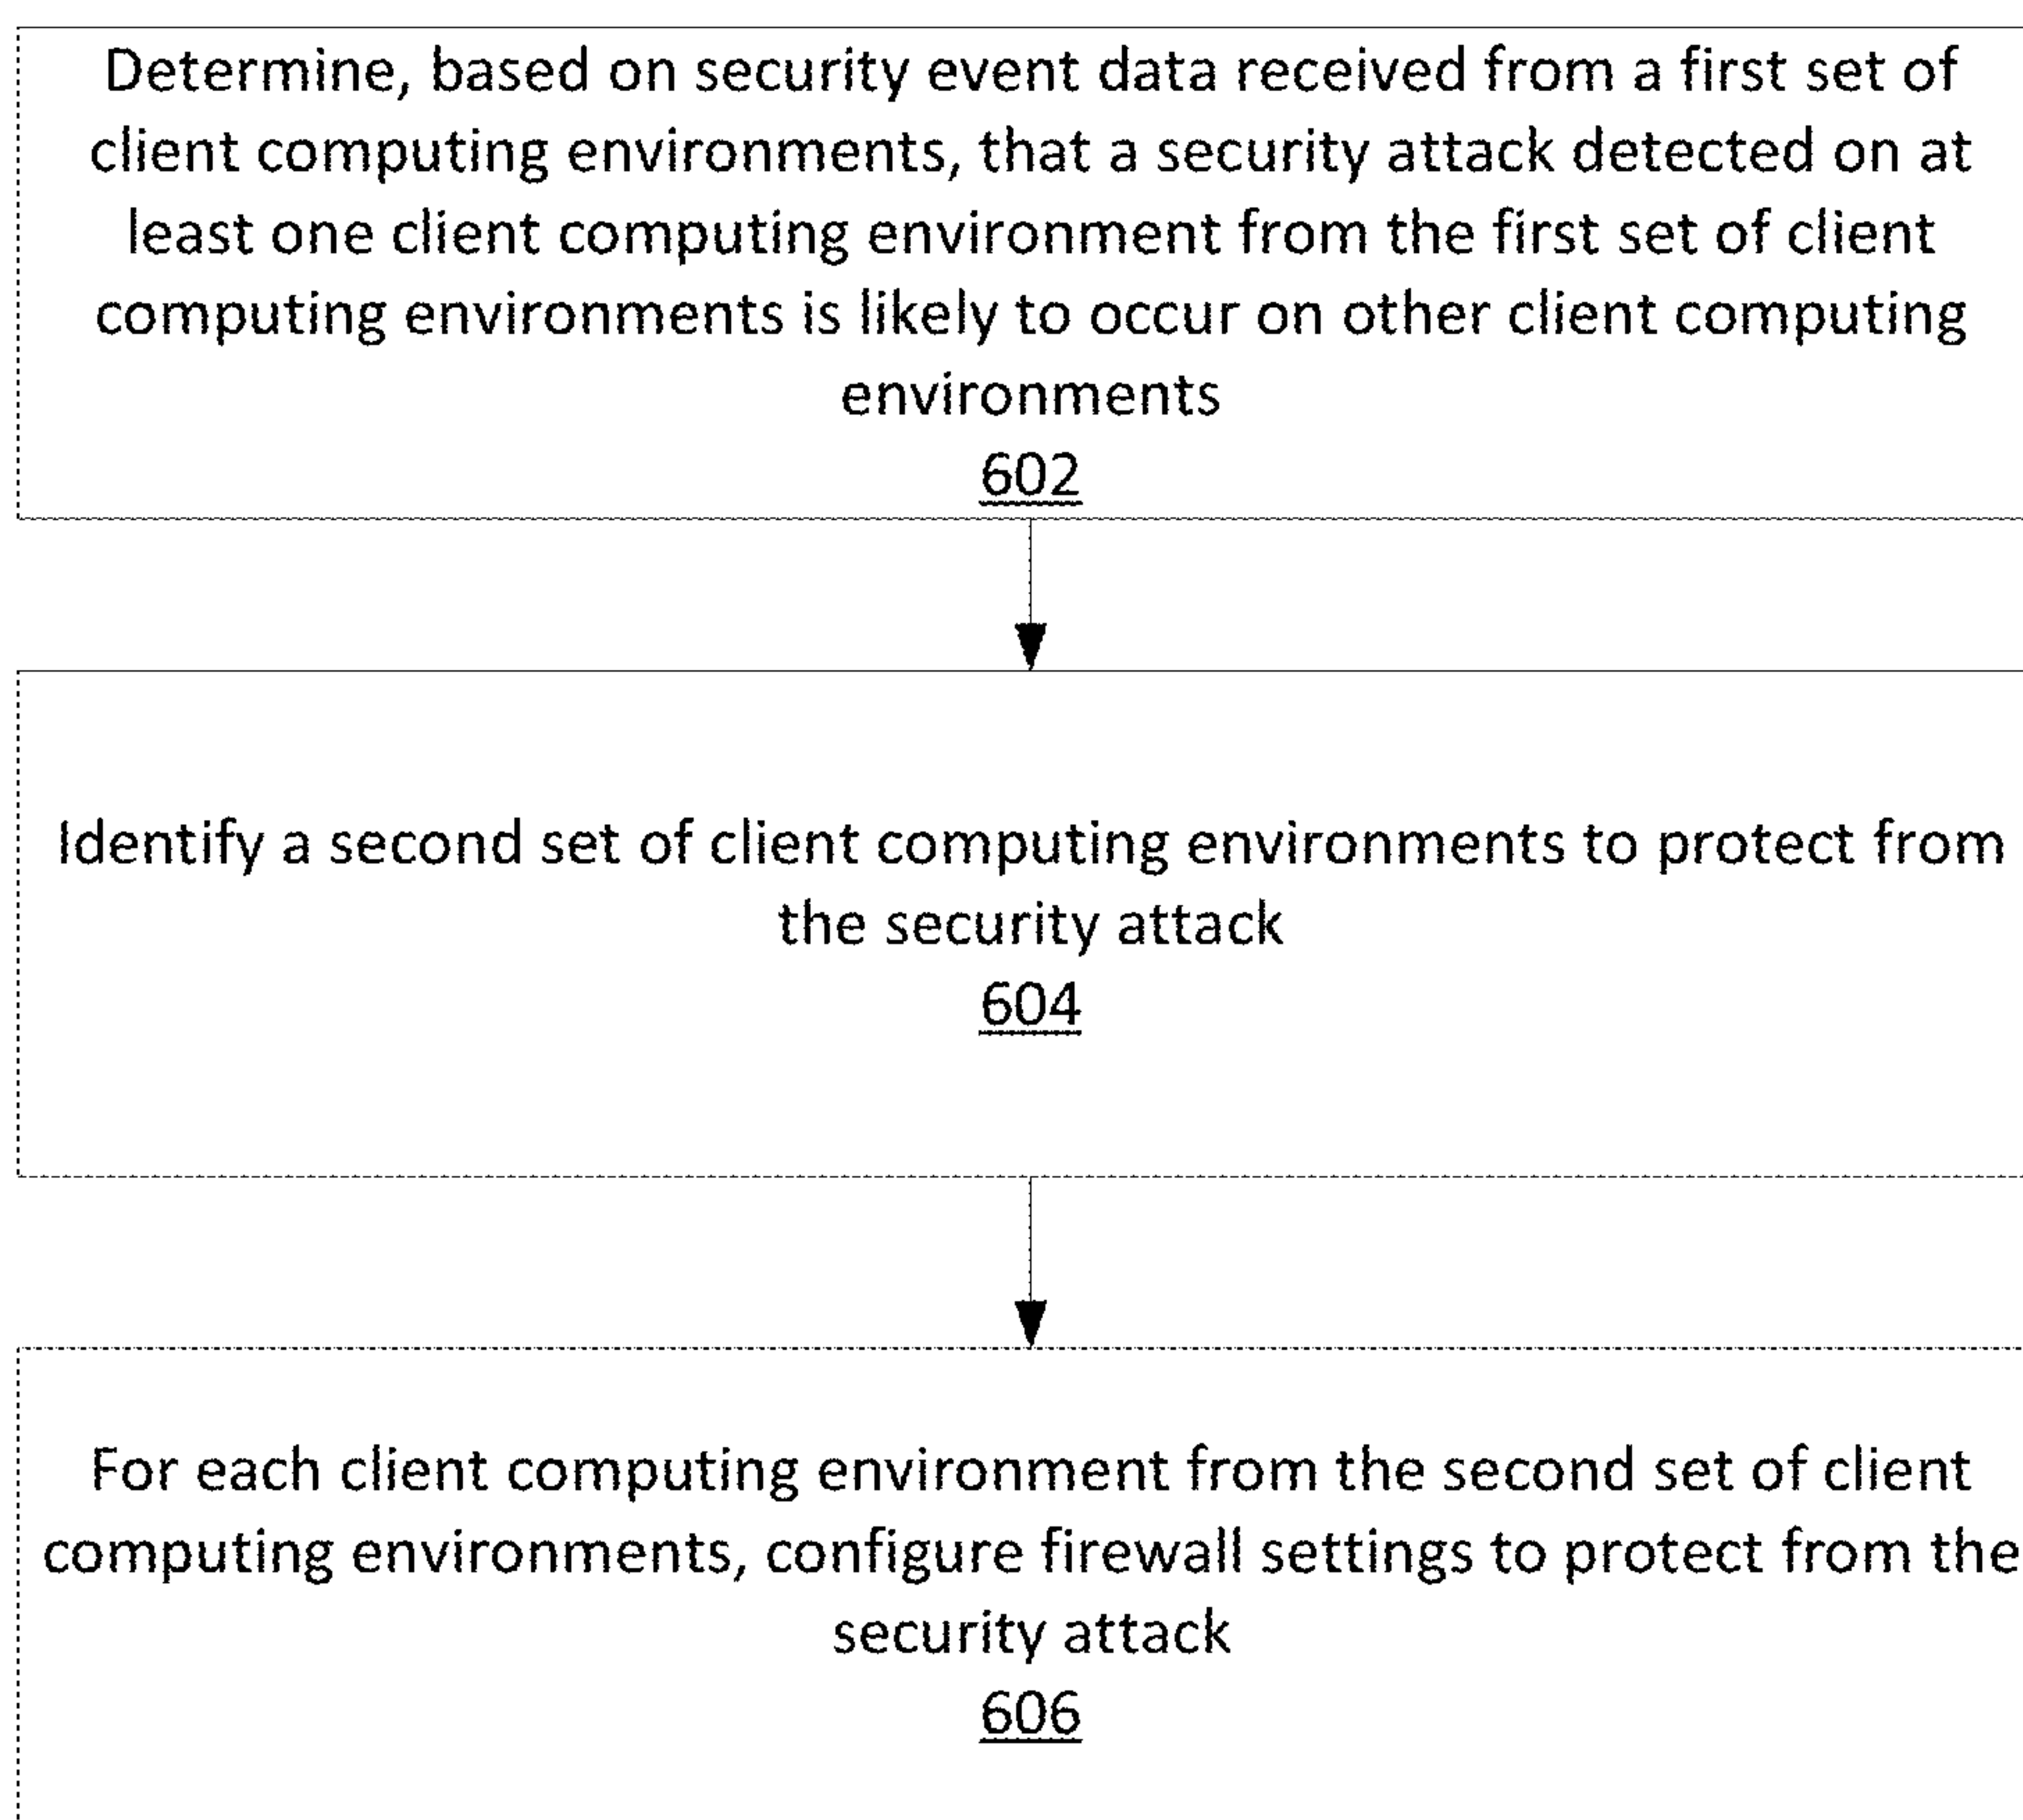 Determine, based on security event data received from a first set of
client computing environments, that a security attack detected on at
least one client computing environment from the first set of client
computing environments is likely to occur on other client computing
environments
602
Identify a second set of client computing environments to protect from
the security attack
604
For each client computing environment from the second set of client
computing environments, configure firewall settings to protect from the
security attack
606